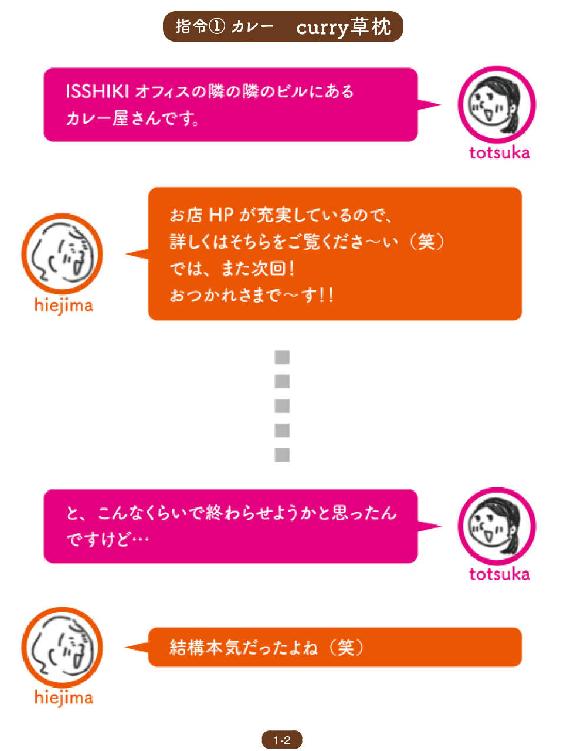 指令① カレー　curry草枕
ISSHIKI オフィスの隣の隣のビルにある
カレー屋さんです。
totsuka
お店 HP が充実しているので、
詳しくはそちらをご覧くださ〜い（笑）
では、また次回！
おつかれさまで〜す！！
hiejima
と、こんなくらいで終わらせようかと思ったん
ですけど…
totsuka
結構本気だったよね（笑）
hiejima
1-2